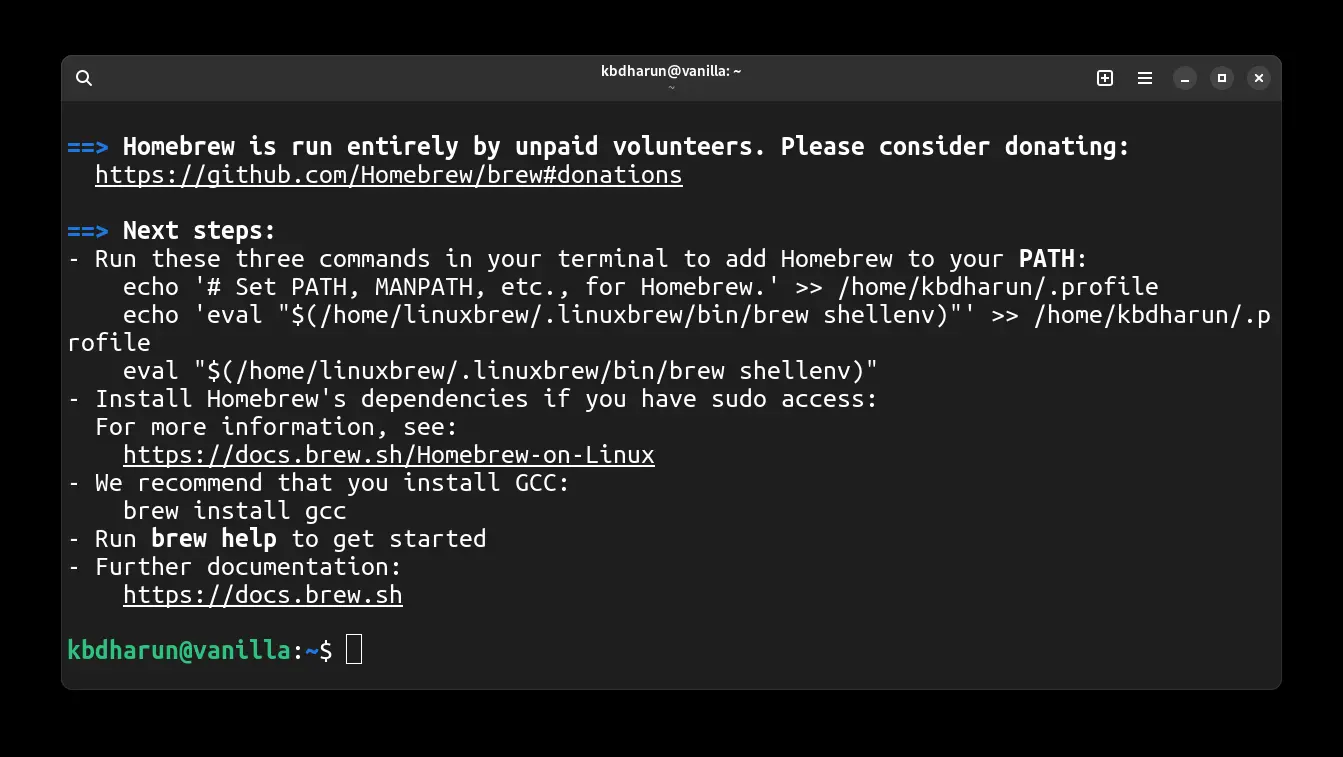 kbdharun@vanilla: ~
~
==> Homebrew is run entirely by unpaid volunteers. Please consider donating:
https://github.com/Homebrew/brew#donations
==> Next steps:
- Run these three commands in your terminal to add Homebrew to your PATH:
echo '# Set PATH, MANPATH, etc., for Homebrew.' >> /home/kbdharun/.profile
echo 'eval "$(/home/linuxbrew/.linuxbrew/bin/brew shellenv)"' >> /home/kbdharun/.p
rofile
eval "$(/home/linuxbrew/.linuxbrew/bin/brew shellenv)"
- Install Homebrew's dependencies if you have sudo access:
For more information, see:
https://docs.brew.sh/Homebrew-on-Linux
- We recommend that you install GCC:
brew install gcc
- Run brew help to get started
- Further documentation:
https://docs.brew.sh
kbdharun@vanilla:~$